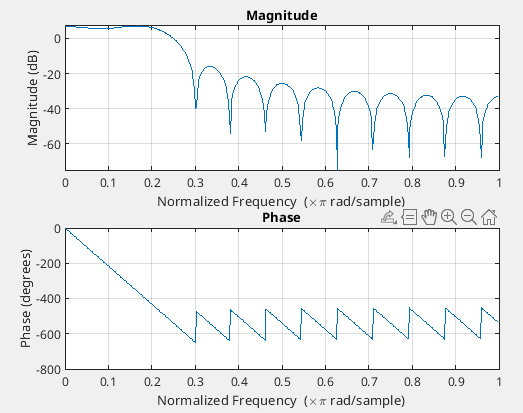 Magnitude
0
-20
-40
-60
Magnitude (dB)
0 0.1 0.2 0.3 0.4 0.5 0.6 0.7 0.8 0.9 1
Normalized Frequency (×π rad/sample)
Phase
0
-200
-400
-600
-800
Phase (degrees)
0 0.1 0.2 0.3 0.4 0.5 0.6 0.7 0.8 0.9 1
Normalized Frequency (×π rad/sample)